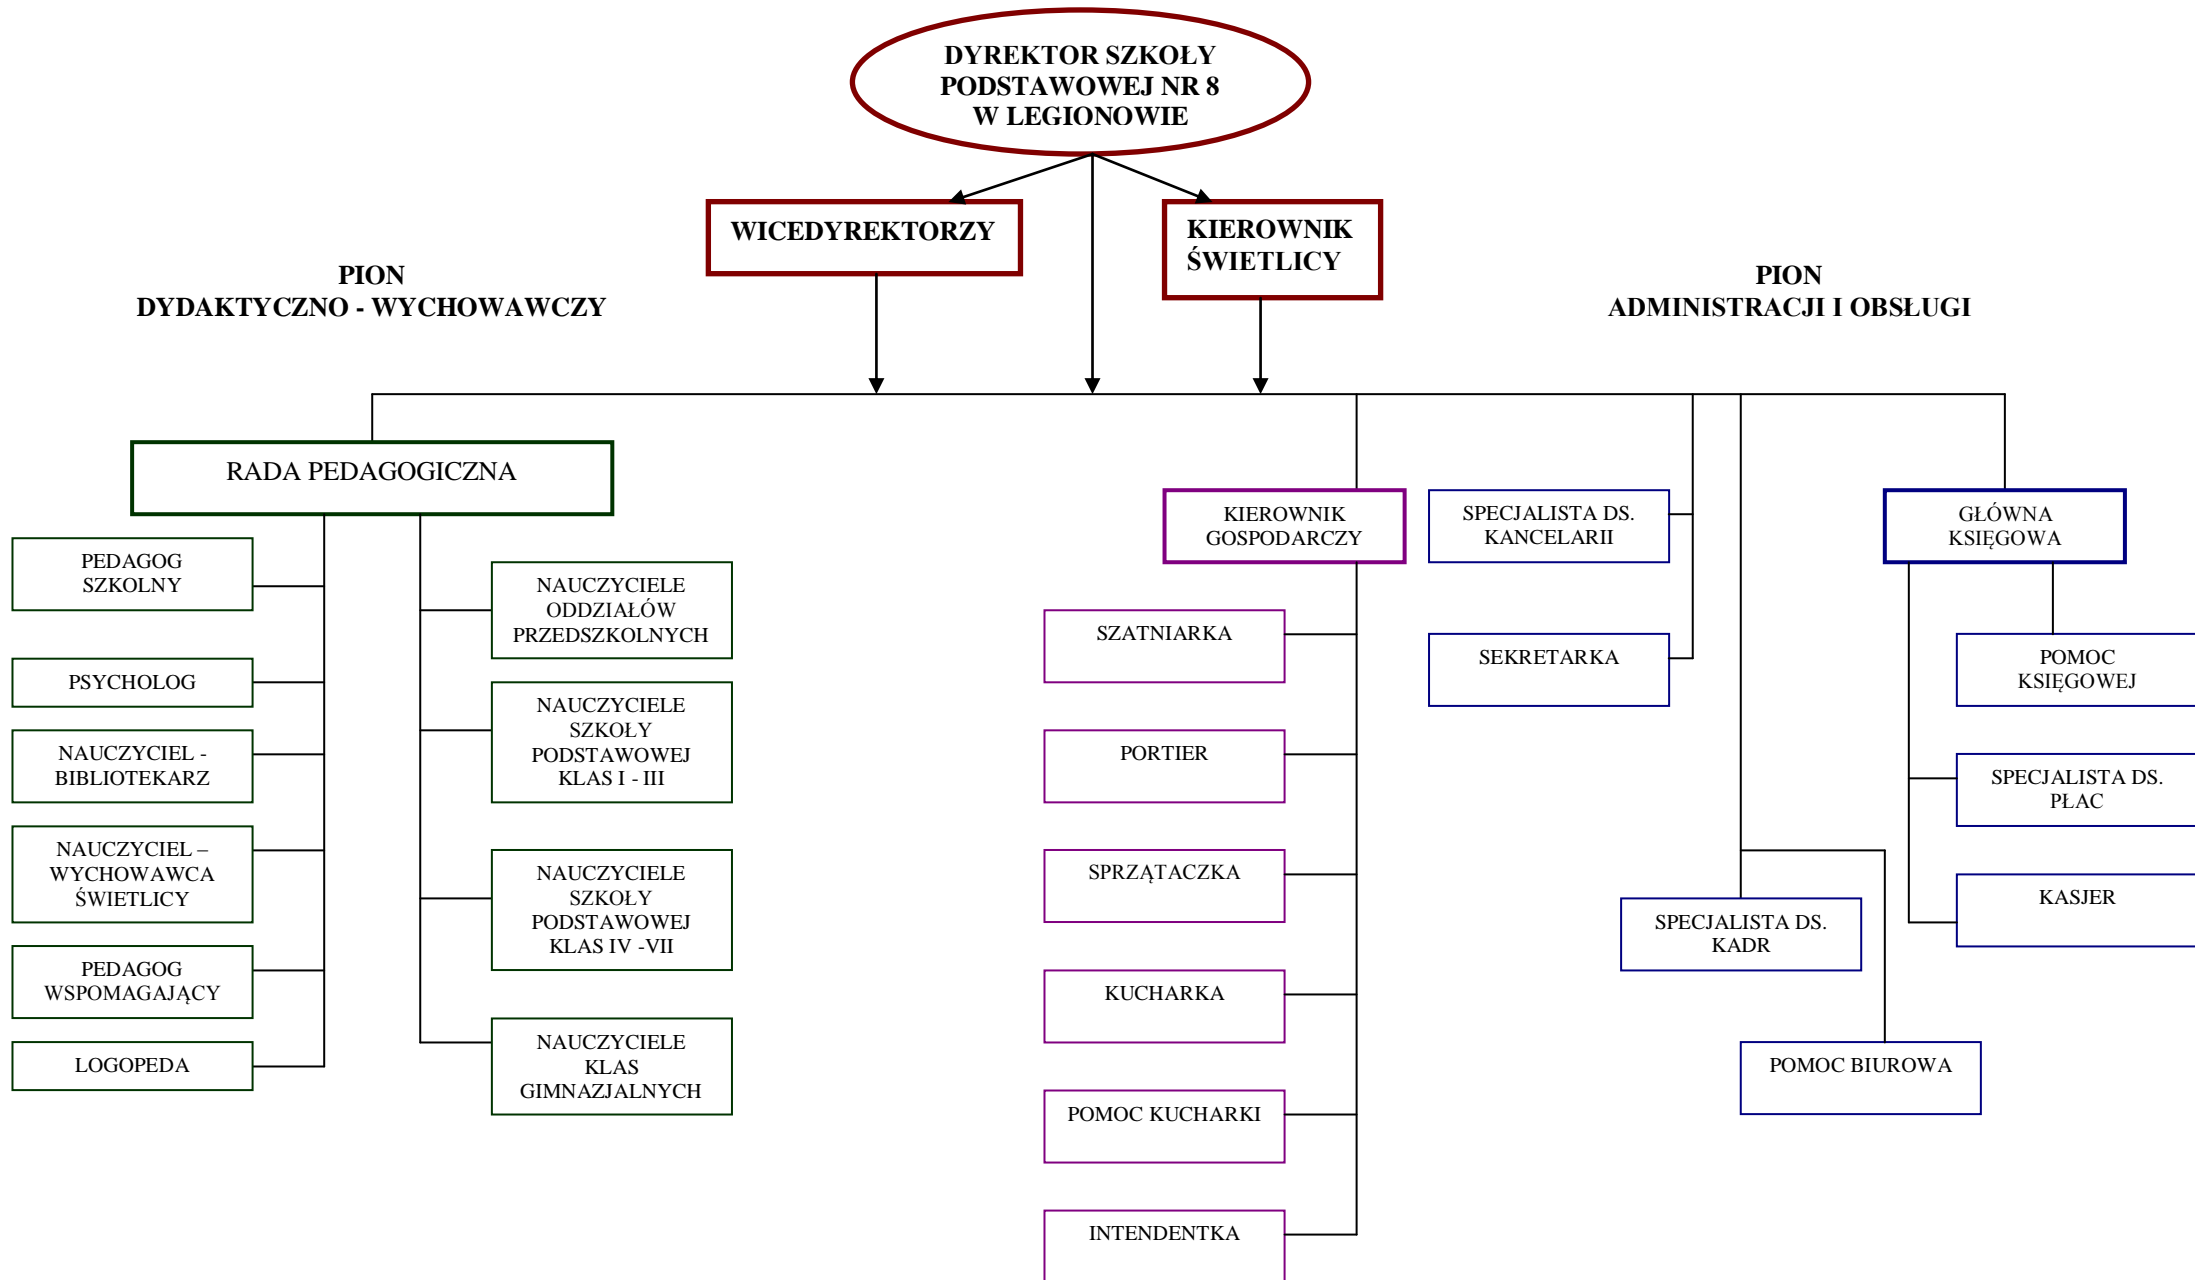 DYREKTOR SZKOŁY
PODSTAWOWEJ NR 8
W LEGIONOWIE
WICEDYREKTORZY
KIEROWNIK
ŚWIETLICY
PION
DYDAKTYCZNO - WYCHOWAWCZY
PION
ADMINISTRACJI I OBSŁUGI
RADA PEDAGOGICZNA
PEDAGOG
SZKOLNY
PSYCHOLOG
NAUCZYCIEL -
BIBLIOTEKARZ
NAUCZYCIEL –
WYCHOWAWCA
ŚWIETLICY
PEDAGOG
WSPOMAGAJĄCY
LOGOPEDA
NAUCZYCIELE
ODDZIAŁÓW
PRZEDSZKOLNYCH
NAUCZYCIELE
SZKOŁY
PODSTAWOWEJ
KLAS I - III
NAUCZYCIELE
SZKOŁY
PODSTAWOWEJ
KLAS IV -VII
NAUCZYCIELE
KLAS
GIMNAZJALNYCH
KIEROWNIK
GOSPODARCZY
SZATNIARKA
PORTIER
SPRZĄTACZKA
KUCHARKA
POMOC KUCHARKI
INTENDENTKA
SPECJALISTA DS.
KANCELARII
SEKRETARKA
SPECJALISTA DS.
KADR
POMOC BIUROWA
GŁÓWNA
KSIĘGOWA
POMOC
KSIĘGOWEJ
SPECJALISTA DS.
PŁAC
KASJER